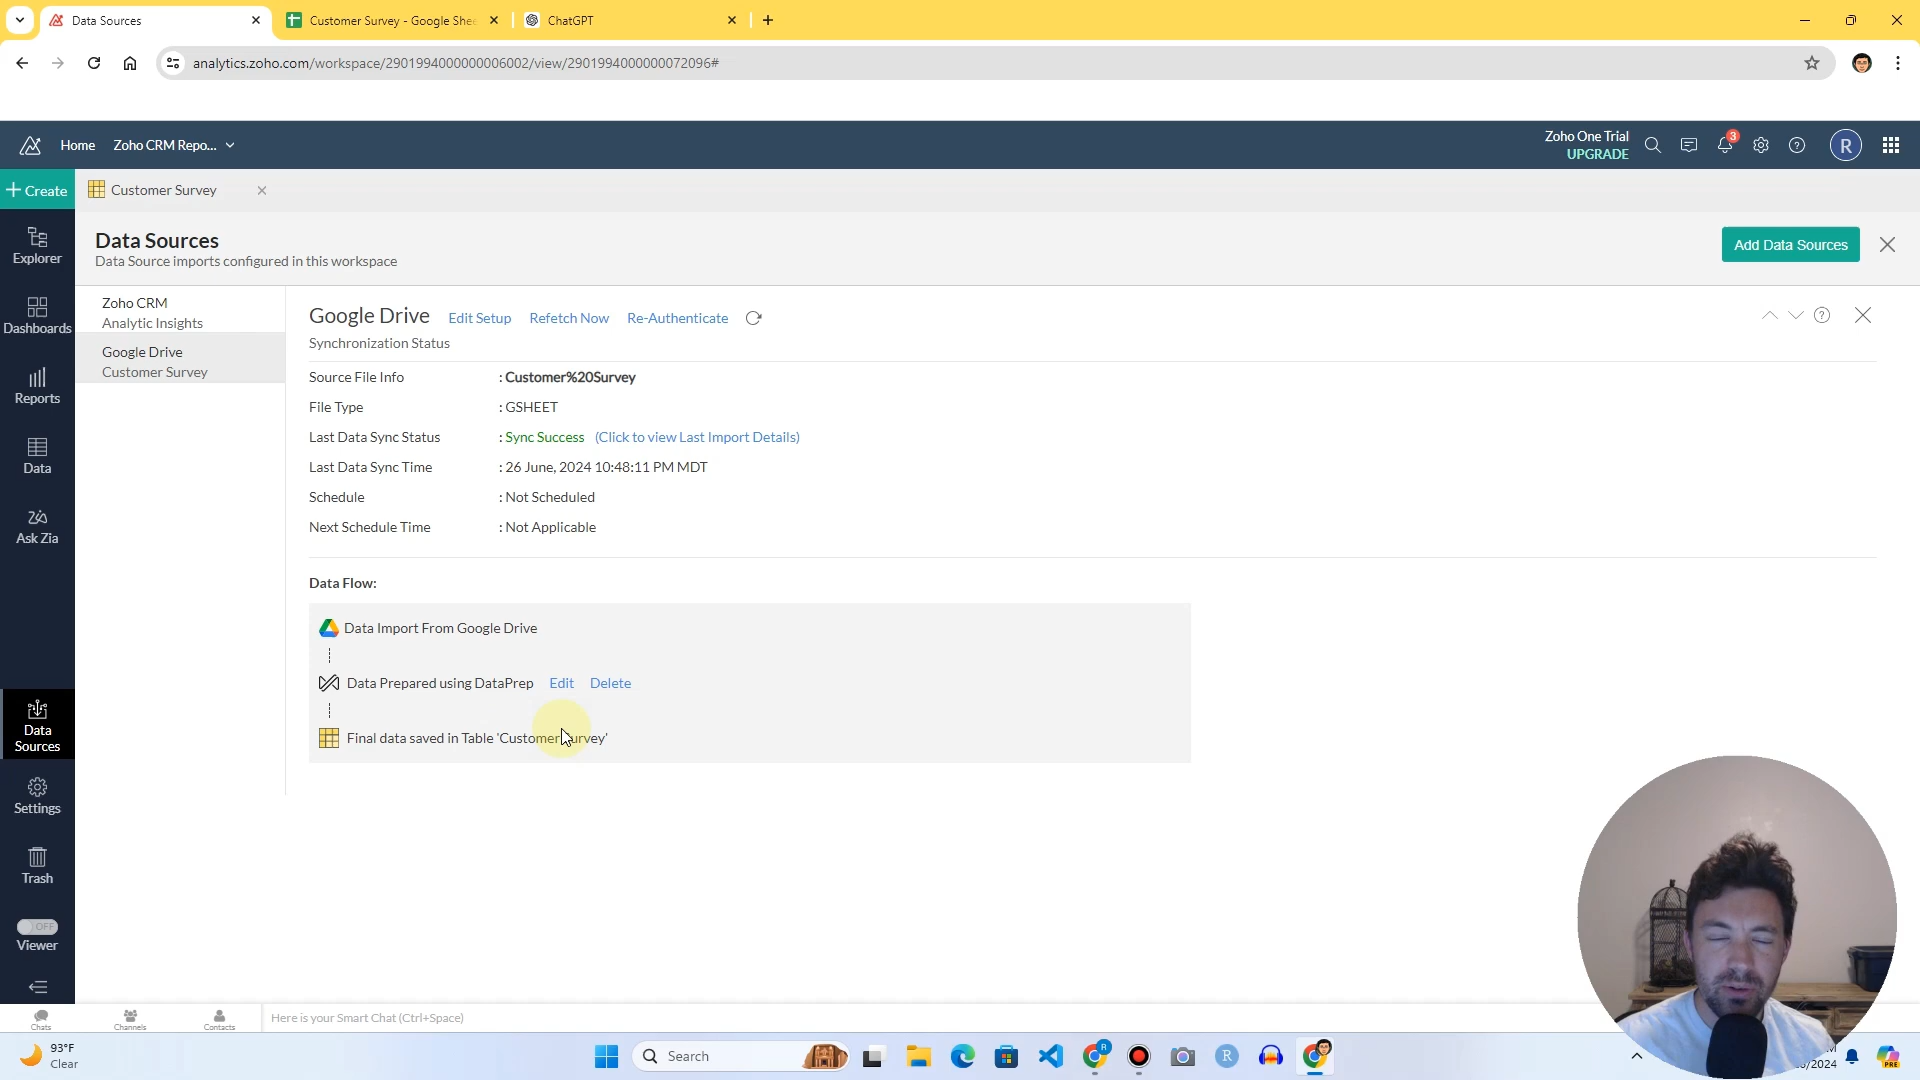 Data Sources
Customer Survey - Google Shee
ChatGPT
analytics.zoho.com/workspace/2901994000000006002/view/2901994000000072096#
Home
Zoho CRM Repo...
Zoho One Trial
UPGRADE
3
R
Create
Customer Survey
Explorer
Dashboards
Reports
Data
Ask Zia
Data
Sources
Settings
Trash
OFF
Viewer
Data Sources
Data Source imports configured in this workspace
Add Data Sources
Zoho CRM
Analytic Insights
Google Drive
Customer Survey
Google Drive Edit Setup Refetch Now Re-Authenticate
Synchronization Status
Source File Info : Customer%20Survey
File Type : GSHEET
Last Data Sync Status : Sync Success (Click to view Last Import Details)
Last Data Sync Time : 26 June, 2024 10:48:11 PM MDT
Schedule : Not Scheduled
Next Schedule Time : Not Applicable
Data Flow:
Data Import From Google Drive
Data Prepared using DataPrep Edit Delete
Final data saved in Table 'Customer Survey'
Chats
Channels
Contacts
Here is your Smart Chat (Ctrl+Space)
93°F
Clear
Search
R
R
/2024
PRE